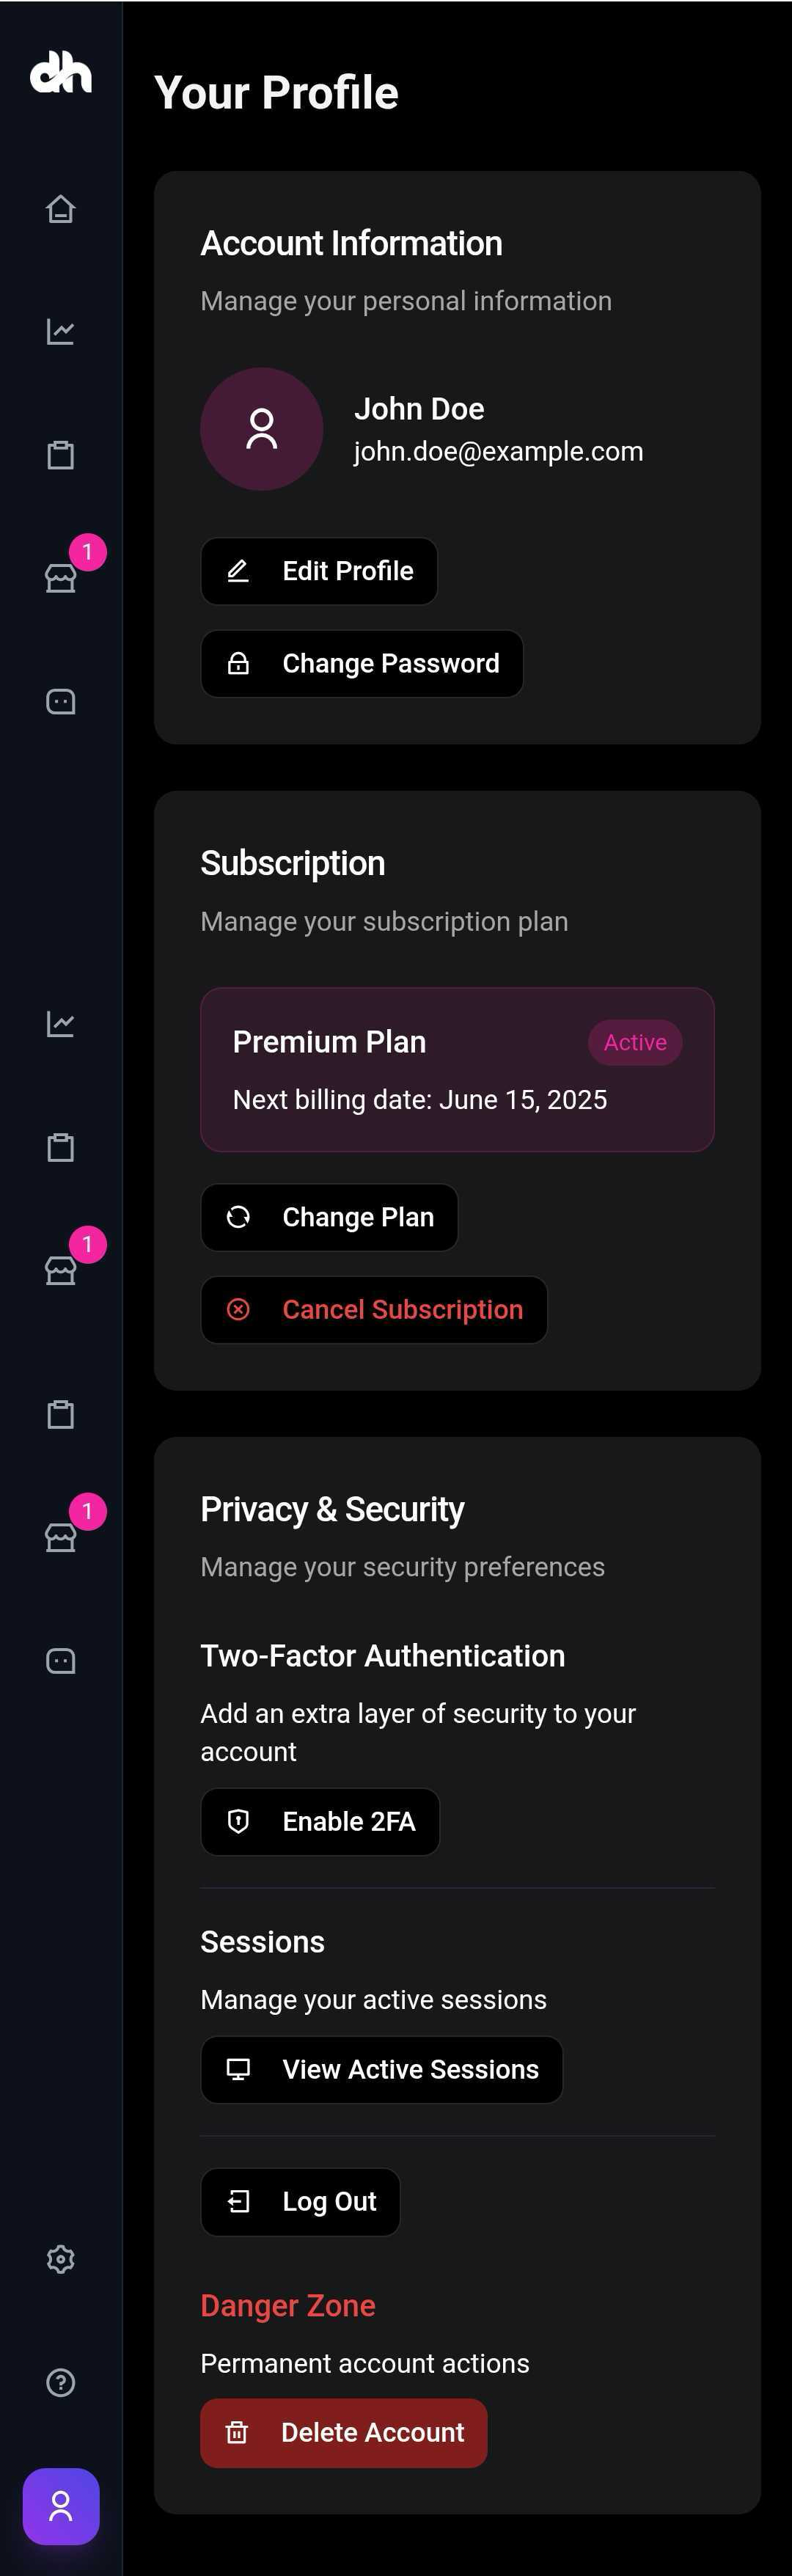 dh
Your Profile
Account Information
Manage your personal information
John Doe
john.doe@example.com
Edit Profile
1
Change Password
Subscription
Manage your subscription plan
Premium Plan
Active
Next billing date: June 15, 2025
Change Plan
1
Cancel Subscription
Privacy & Security
1
Manage your security preferences
Two-Factor Authentication
Add an extra layer of security to your
account
Enable 2FA
Sessions
Manage your active sessions
View Active Sessions
Log Out
Danger Zone
Permanent account actions
Delete Account